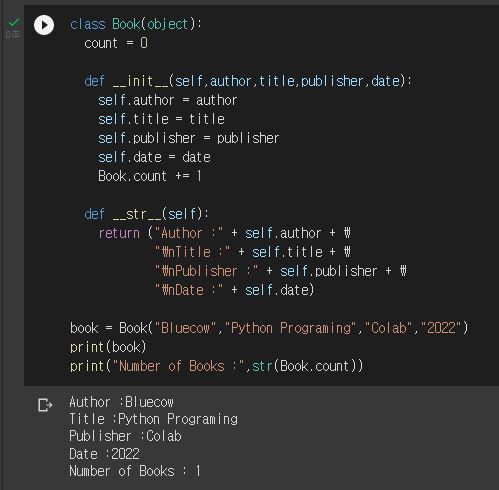 class Book(object):
  count = 0

  def __init__(self,author,title,publisher,date):
    self.author = author
    self.title = title
    self.publisher = publisher
    self.date = date
    Book.count += 1

  def __str__(self):
    return ("Author :" + self.author + ₩
            "₩nTitle :" + self.title + ₩
            "₩nPublisher :" + self.publisher + ₩
            "₩nDate :" + self.date)

book = Book("Bluecow","Python Programing","Colab","2022")
print(book)
print("Number of Books :",str(Book.count))
0초
Author :Bluecow
Title :Python Programing
Publisher :Colab
Date :2022
Number of Books : 1